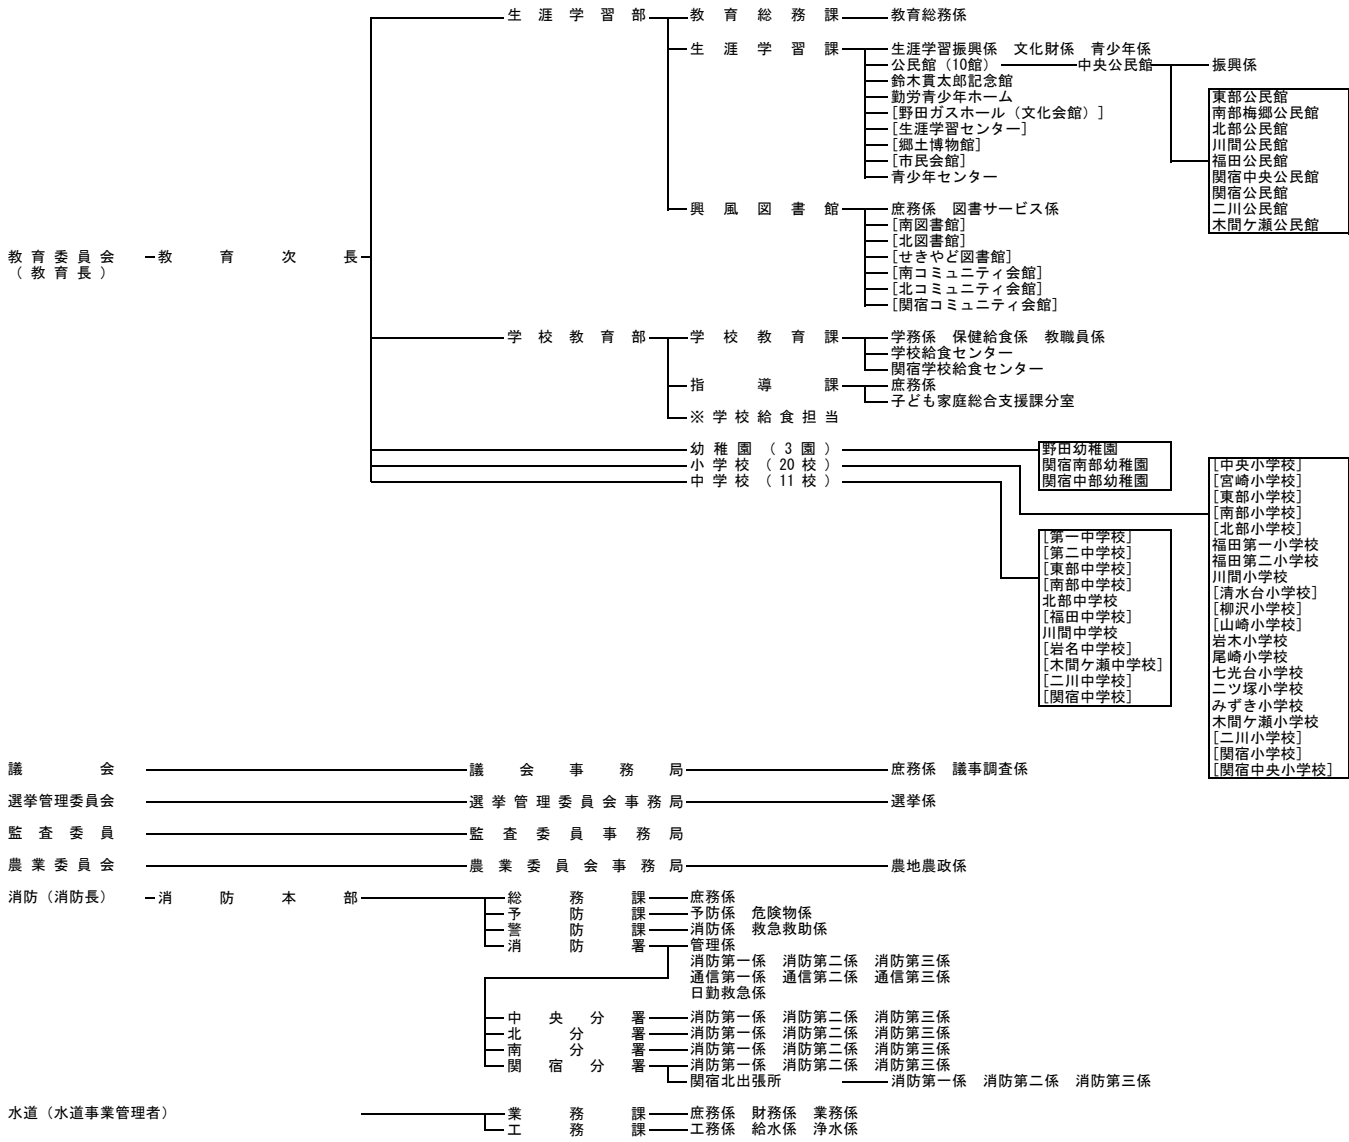 生涯学習部 教育総務課 教育総務係
生涯学習課 生涯学習振興係 文化財係 青少年係
公民館（10館） 中央公民館 振興係
鈴木貫太郎記念館
勤労青少年ホーム
[野田ガスホール（文化会館）]
[生涯学習センター]
[郷土博物館]
[市民会館]
青少年センター
東部公民館
南部梅郷公民館
北部公民館
川間公民館
福田公民館
関宿中央公民館
関宿公民館
二川公民館
木間ケ瀬公民館
興風図書館 庶務係 図書サービス係
[南図書館]
[北図書館]
[せきやど図書館]
[南コミュニティ会館]
[北コミュニティ会館]
[関宿コミュニティ会館]
教育委員会 教育次長
（教育長）
学校教育部 学校教育課 学務係 保健給食係 教職員係
学校給食センター
関宿学校給食センター
指導課 庶務係
子ども家庭総合支援課分室
※学校給食担当
幼稚園（3園）
小学校（20校）
中学校（11校）
野田幼稚園
関宿南部幼稚園
関宿中部幼稚園
[中央小学校]
[宮崎小学校]
[東部小学校]
[南部小学校]
[北部小学校]
福田第一小学校
福田第二小学校
川間小学校
[清水台小学校]
[柳沢小学校]
[山崎小学校]
岩木小学校
尾崎小学校
七光台小学校
二ツ塚小学校
みずき小学校
木間ケ瀬小学校
[二川小学校]
[関宿小学校]
[関宿中央小学校]
[第一中学校]
[第二中学校]
[東部中学校]
[南部中学校]
北部中学校
[福田中学校]
川間中学校
[岩名中学校]
[木間ケ瀬中学校]
[二川中学校]
[関宿中学校]
議会 議会事務局 庶務係 議事調査係
選挙管理委員会 選挙管理委員会事務局 選挙係
監査委員 監査委員事務局
農業委員会 農業委員会事務局 農地農政係
消防（消防長） 消防本部 総務課 庶務係
予防課 予防係 危険物係
警防課 消防係 救急救助係
消防署 管理係
消防第一係 消防第二係 消防第三係
通信第一係 通信第二係 通信第三係
日勤救急係
中央分署 消防第一係 消防第二係 消防第三係
北分署 消防第一係 消防第二係 消防第三係
南分署 消防第一係 消防第二係 消防第三係
関宿分署 消防第一係 消防第二係 消防第三係
関宿北出張所 消防第一係 消防第二係 消防第三係
水道（水道事業管理者） 業務課 庶務係 財務係 業務係
工務課 工務係 給水係 浄水係